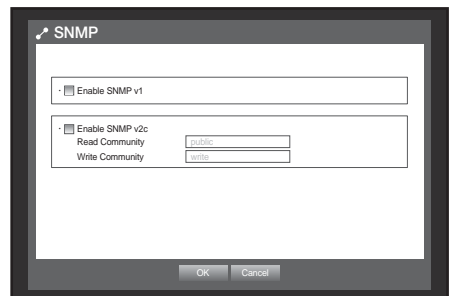 SNMP
· Enable SNMP v1
· Enable SNMP v2c
Read Community public
Write Community write
OK Cancel